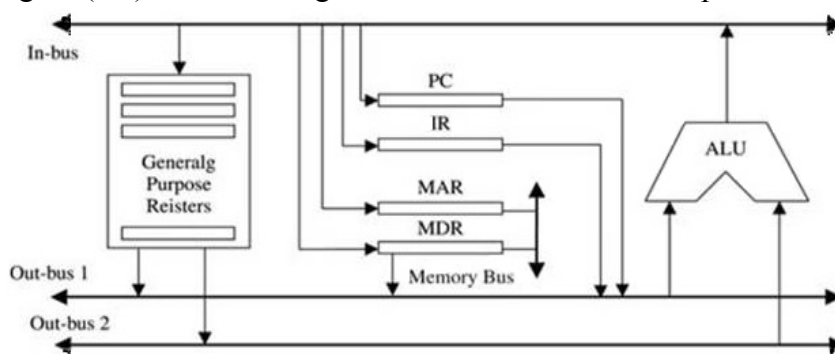 In-bus
PC
IR
Generalg
Purpose
Reisters
ALU
MAR
MDR
Out-bus 1
Memory Bus
Out-bus 2